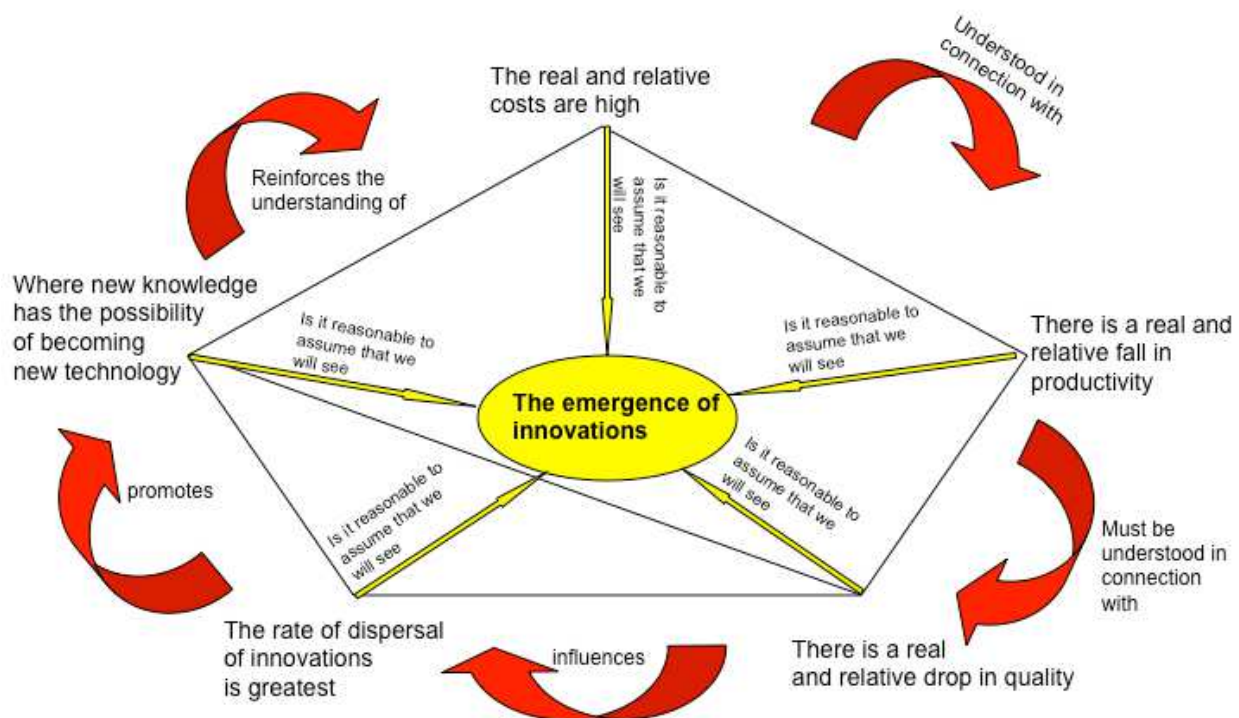 The real and relative
costs are high
Understood in
connection with
Reinforces the
understanding of
Is it reasonable to
assume that we
will see
Where new knowledge
has the possibility
of becoming
new technology
Is it reasonable to
assume that we
will see
Is it reasonable to
assume that we
will see
There is a real and
relative fall in
productivity
The emergence of
innovations
Is it reasonable to
assume that we
will see
Is it reasonable to
assume that we
will see
promotes
Must be
understood in
connection
with
The rate of dispersal
of innovations
is greatest
influences
There is a real
and relative drop in quality